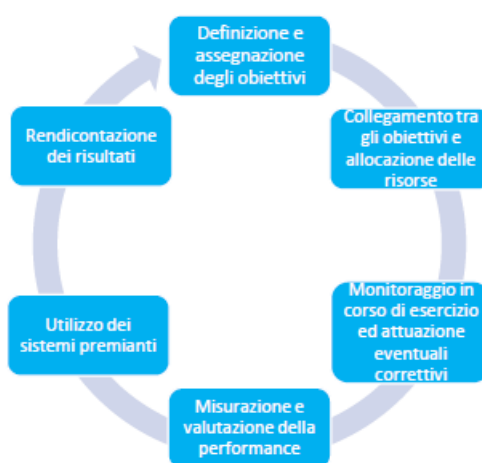 Definizione e
assegnazione
degli obiettivi
Collegamento tra
gli obiettivi e
allocazione delle
risorse
Monitoraggio in
corso di esercizio
ed attuazione
eventuali
correttivi
Misurazione e
valutazione della
performance
Utilizzo dei
sistemi premianti
Rendicontazione
dei risultati